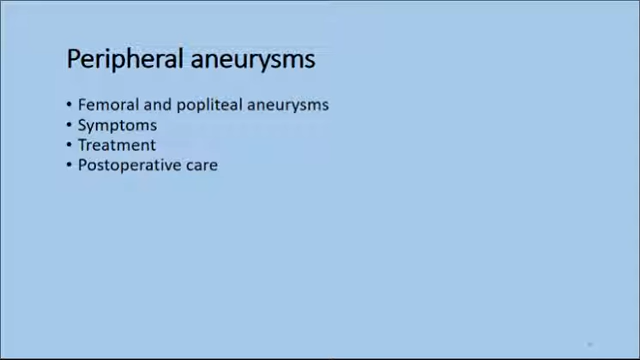 Peripheral aneurysms
• Femoral and popliteal aneurysms
• Symptoms
• Treatment
• Postoperative care